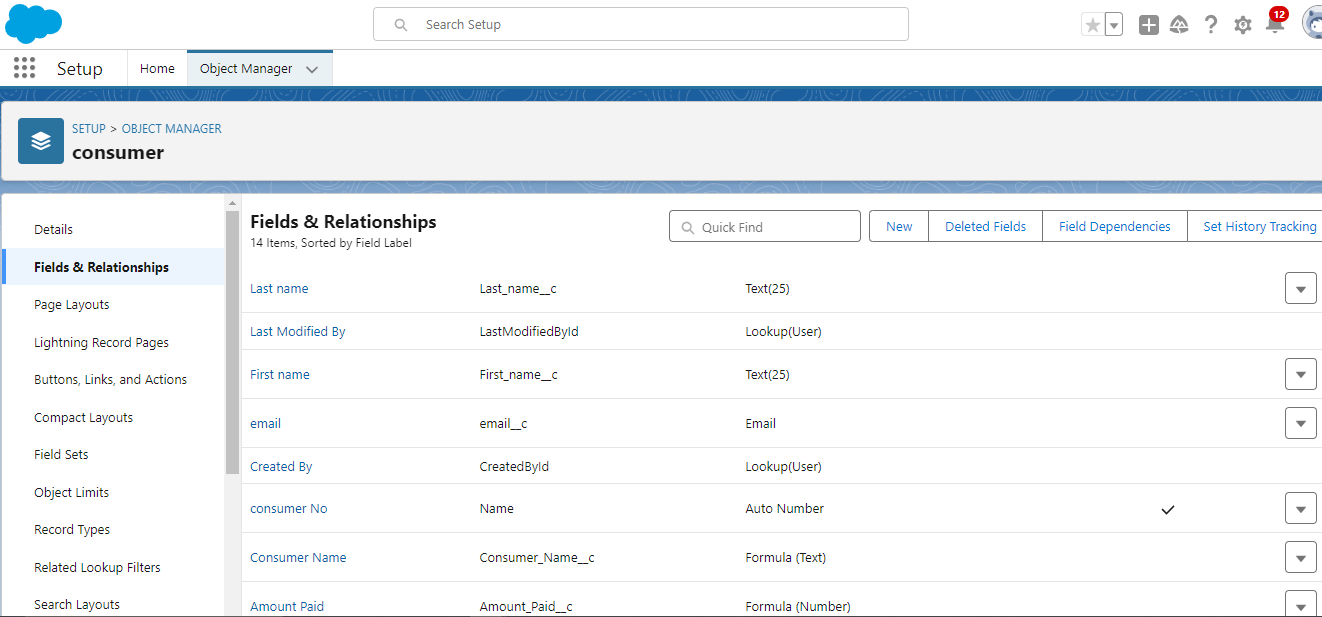 Search Setup
12
Setup
Home
Object Manager
SETUP > OBJECT MANAGER
consumer
Details
Fields & Relationships
Page Layouts
Lightning Record Pages
Buttons, Links, and Actions
Compact Layouts
Field Sets
Object Limits
Record Types
Related Lookup Filters
Search Layouts
Fields & Relationships
14 Items, Sorted by Field Label
Quick Find
New
Deleted Fields
Field Dependencies
Set History Tracking
Last name Last_name__c Text(25)
Last Modified By LastModifiedById Lookup(User)
First name First_name__c Text(25)
email email__c Email
Created By CreatedById Lookup(User)
consumer No Name Auto Number
Consumer Name Consumer_Name__c Formula (Text)
Amount Paid Amount_Paid__c Formula (Number)